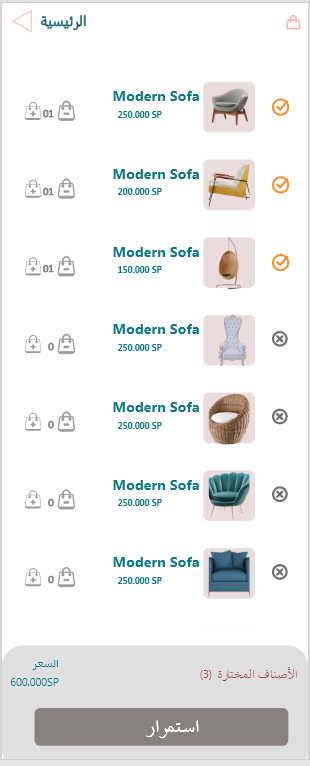 الرئيسية
Modern Sofa
250.000 SP
01
Modern Sofa
200.000 SP
01
Modern Sofa
150.000 SP
01
Modern Sofa
250.000 SP
0
Modern Sofa
250.000 SP
0
Modern Sofa
250.000 SP
0
Modern Sofa
250.000 SP
0
الأصناف المختارة (3)
السعر
600.000SP
استمرار